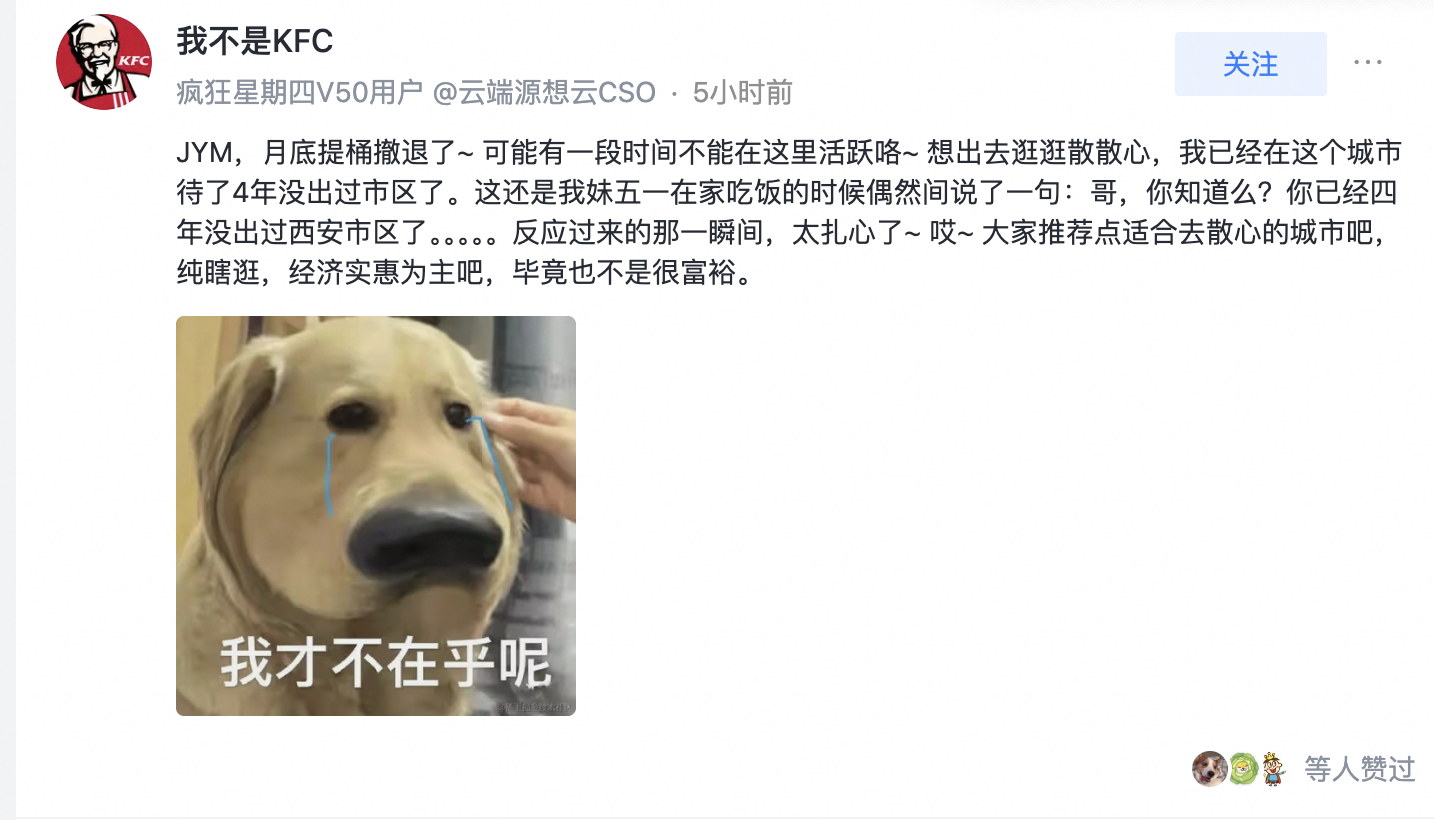 我不是KFC
KFC
疯狂星期四V50用户 @云端源想云CSO · 5小时前
关注
JYM，月底提桶撤退了~ 可能有一段时间不能在这里活跃咯~ 想出去逛逛散散心，我已经在这个城市
待了4年没出过市区了。这还是我妹五一在家吃饭的时候偶然间说了一句：哥，你知道么？你已经四
年没出过西安市区了。。。。。反应过来的那一瞬间，太扎心了~ 哎~ 大家推荐点适合去散心的城市吧，
纯瞎逛，经济实惠为主吧，毕竟也不是很富裕。
我才不在乎呢
等人赞过